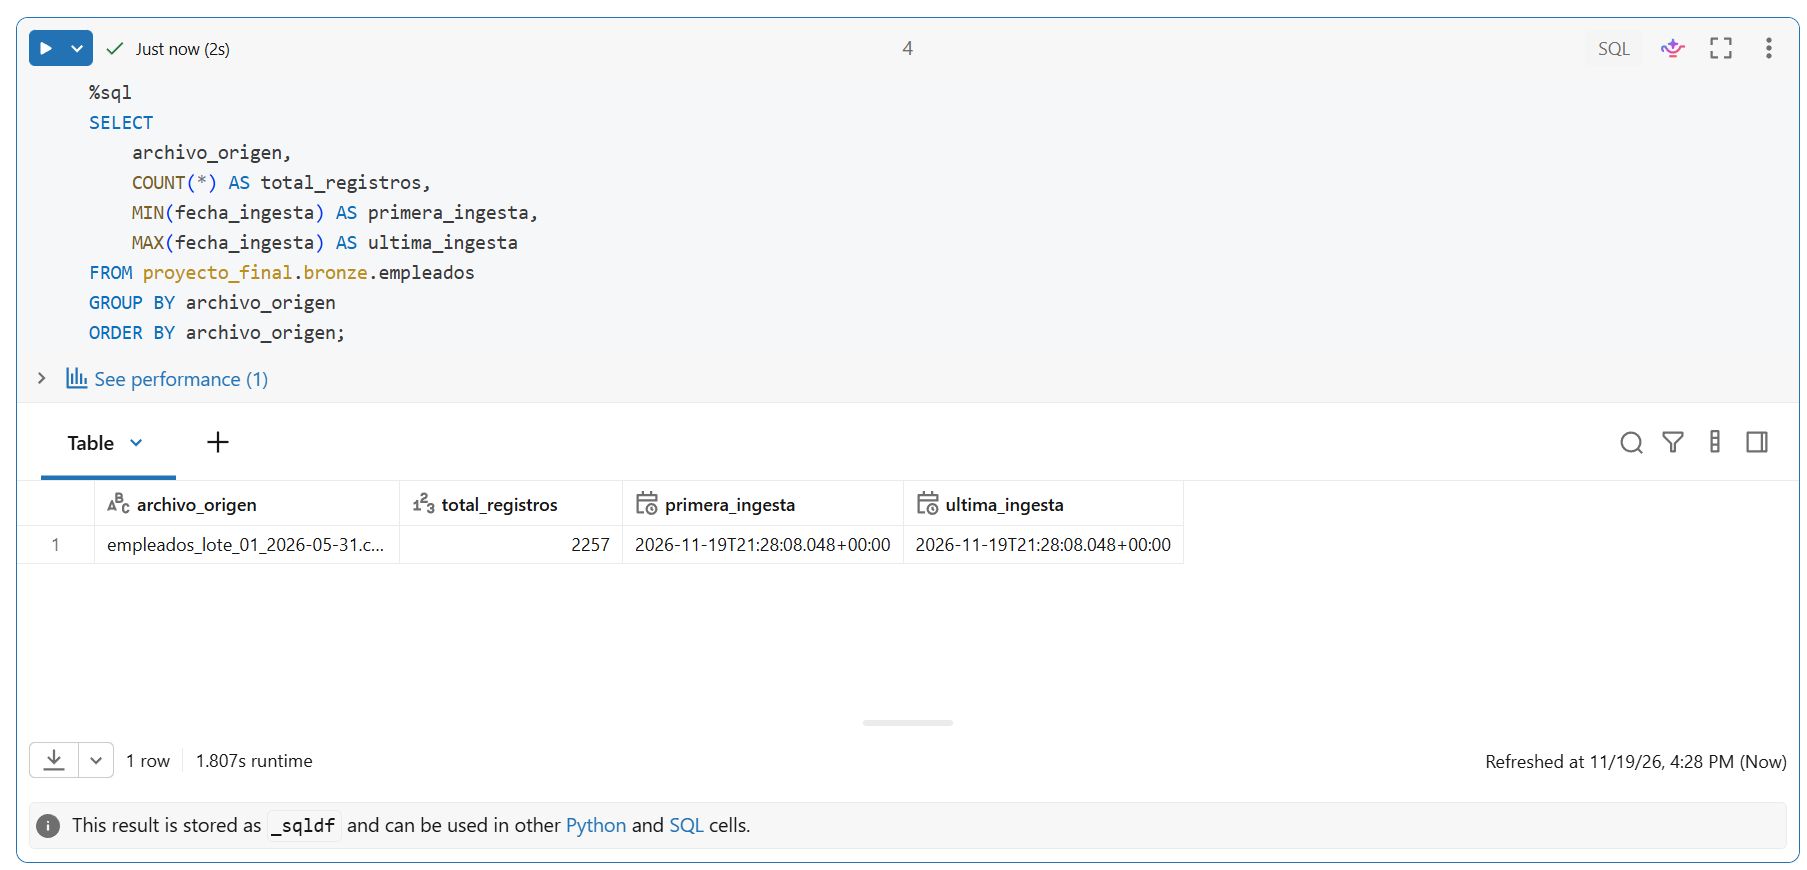 Just now (2s)
4
SQL
%sql
SELECT
archivo_origen,
COUNT(*) AS total_registros,
MIN(fecha_ingesta) AS primera_ingesta,
MAX(fecha_ingesta) AS ultima_ingesta
FROM proyecto_final.bronze.empleados
GROUP BY archivo_origen
ORDER BY archivo_origen;
See performance (1)
Table
archivo_origen total_registros primera_ingesta ultima_ingesta
1 empleados_lote_01_2026-05-31.c... 2257 2026-11-19T21:28:08.048+00:00 2026-11-19T21:28:08.048+00:00
1 row 1.807s runtime Refreshed at 11/19/26, 4:28 PM (Now)
This result is stored as _sqldf and can be used in other Python and SQL cells.